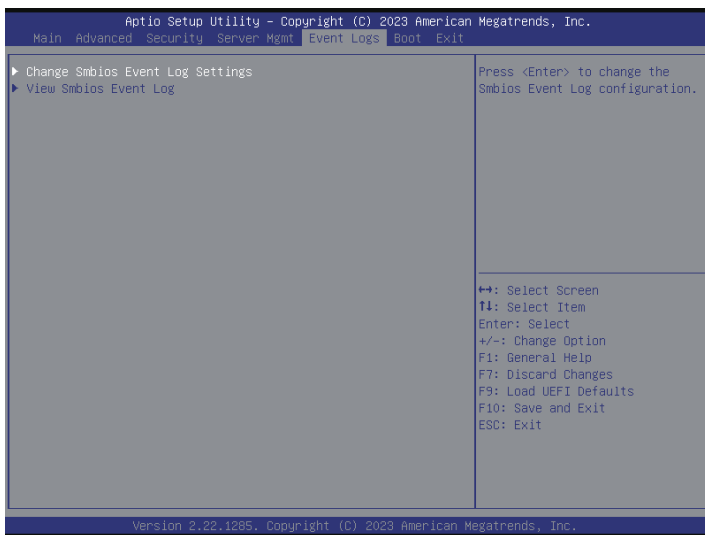 Aptio Setup Utility – Copyright (C) 2023 American Megatrends, Inc.
Main Advanced Security Server Mgmt Event Logs Boot Exit
► Change Smbios Event Log Settings
► View Smbios Event Log
Press <Enter> to change the
Smbios Event Log configuration.
↔: Select Screen
↑↓: Select Item
Enter: Select
+/-: Change Option
F1: General Help
F7: Discard Changes
F9: Load UEFI Defaults
F10: Save and Exit
ESC: Exit
Version 2.22.1285. Copyright (C) 2023 American Megatrends, Inc.